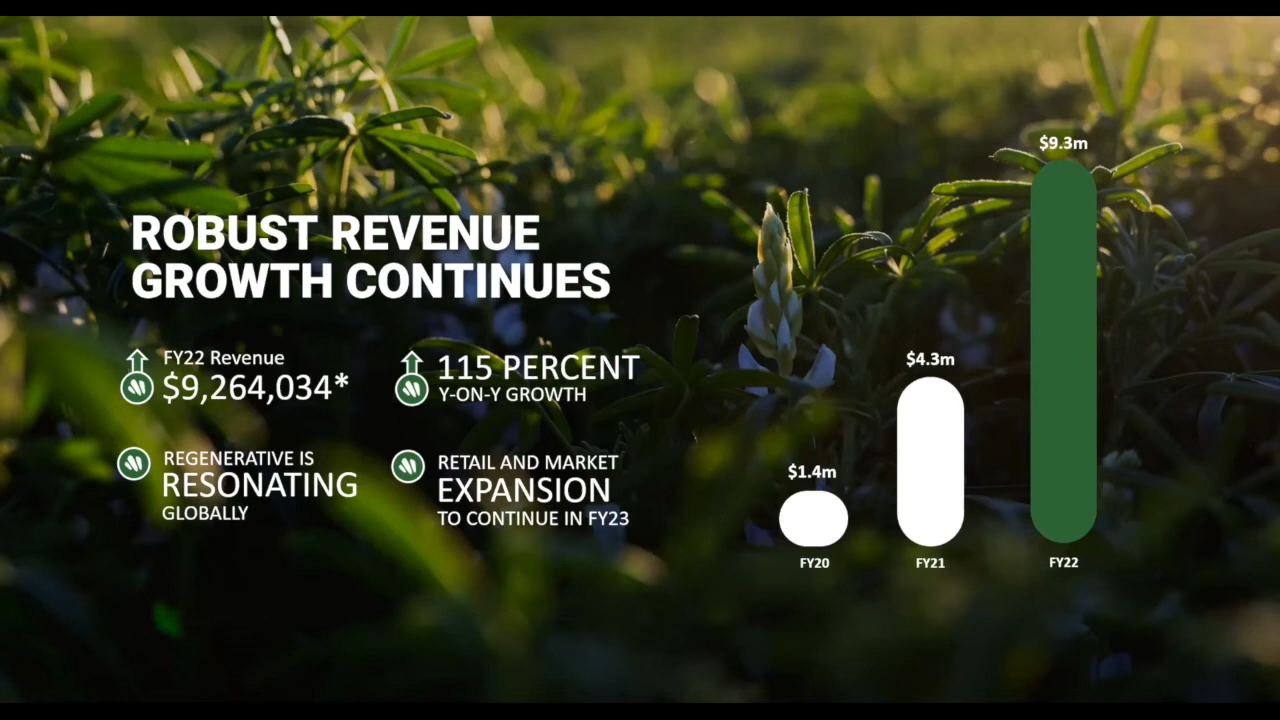 ROBUST REVENUE
GROWTH CONTINUES
FY22 Revenue
$9,264,034*
115 PERCENT
Y-ON-Y GROWTH
REGENERATIVE IS
RESONATING
GLOBALLY
RETAIL AND MARKET
EXPANSION
TO CONTINUE IN FY23
$1.4m
$4.3m
$9.3m
FY20
FY21
FY22